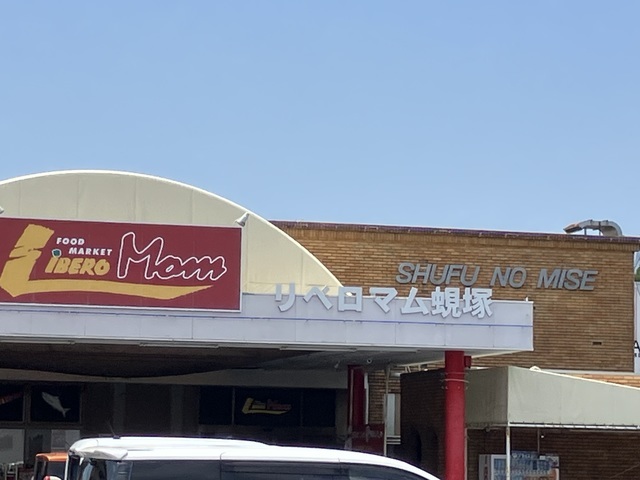 FOOD
MARKET
LIBERO Mom
SHUFU NO MISE
リベロマム蜆塚